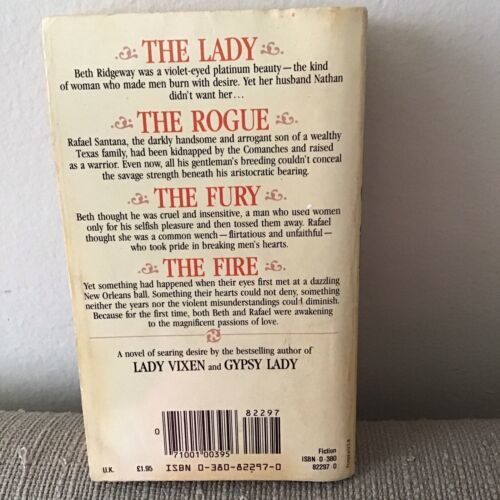 THE LADY
Beth Ridgeway was a violet-eyed platinum beauty—the kind
of woman who made men burn with desire. Yet her husband Nathan
didn't want her...
THE ROGUE
Rafael Santana, the darkly handsome and arrogant son of a wealthy
Texas family, had been kidnapped by the Comanches and raised
as a warrior. Even now, all his gentleman's breeding couldn't conceal
the savage strength beneath his aristocratic bearing.
THE FURY
Beth thought he was cruel and insensitive, a man who used women
only for his selfish pleasure and then tossed them away. Rafael
thought she was a common wench—flirtatious and unfaithful—
who took pride in breaking men's hearts.
THE FIRE
Yet something had happened when their eyes first met at a dazzling
New Orleans ball. Something their hearts could not deny, something
neither the years nor the violent misunderstandings could diminish.
Because for the first time, both Beth and Rafael were awakening
to the magnificent passions of love.
A novel of searing desire by the bestselling author of
LADY VIXEN and GYPSY LADY
82297
0
71001 00395
U.K. £1.95
ISBN 0-380-82297-0
Fiction
ISBN-0-380
82297-0